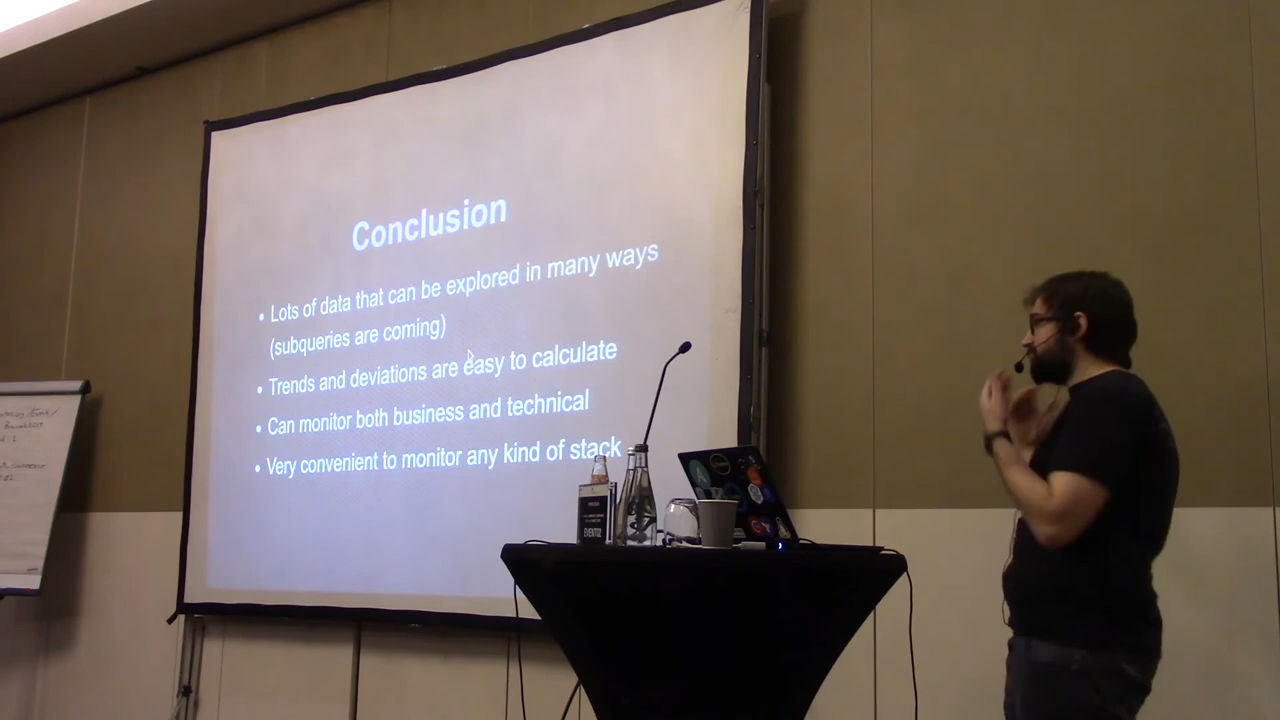 Conclusion
• Lots of data that can be explored in many ways
(subqueries are coming)
• Trends and deviations are easy to calculate
• Can monitor both business and technical
• Very convenient to monitor any kind of stack
EVENT02